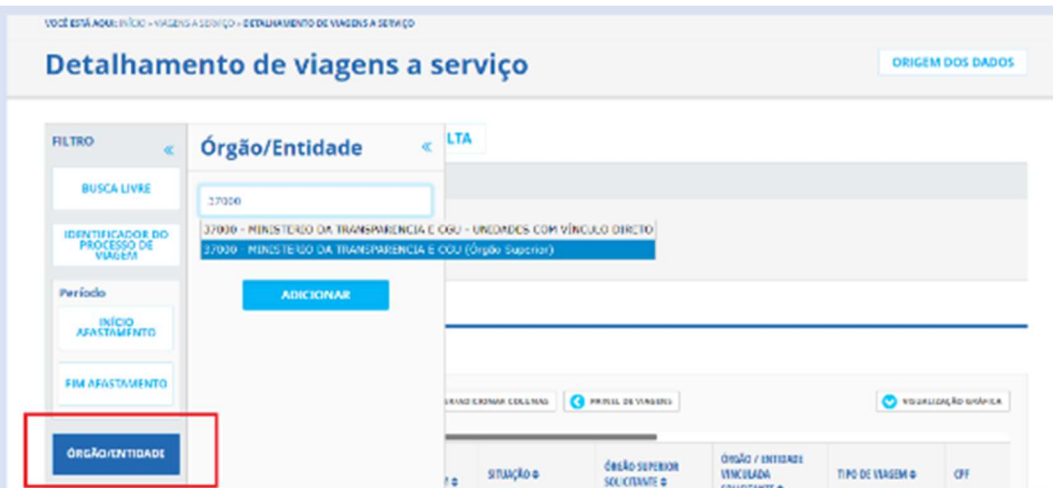 VOCÊ ESTÁ AQUI: INÍCIO » VIAGENS A SERVIÇO » DETALHAMENTO DE VIAGENS A SERVIÇO
Detalhamento de viagens a serviço
ORIGEM DOS DADOS
FILTRO «
BUSCA LIVRE
IDENTIFICADOR DO
PROCESSO DE
VIAGEM
Período
INÍCIO
AFASTAMENTO
FIM AFASTAMENTO
ÓRGÃO/ENTIDADE
Órgão/Entidade «
37000
37000 - MINISTERIO DA TRANSPARENCIA E CGU - UNIDADES COM VÍNCULO DIRETO
37000 - MINISTERIO DA TRANSPARENCIA E CGU (Órgão Superior)
ADICIONAR
LTA
COLUNAS
PAINEL DE VIAGENS
VISUALIZAÇÃO GRÁFICA
SITUAÇÃO
ÓRGÃO SUPERIOR
SOLICITANTE
ÓRGÃO / ENTIDADE
VINCULADA
SOLICITANTE
TIPO DE VIAGEM
CPF